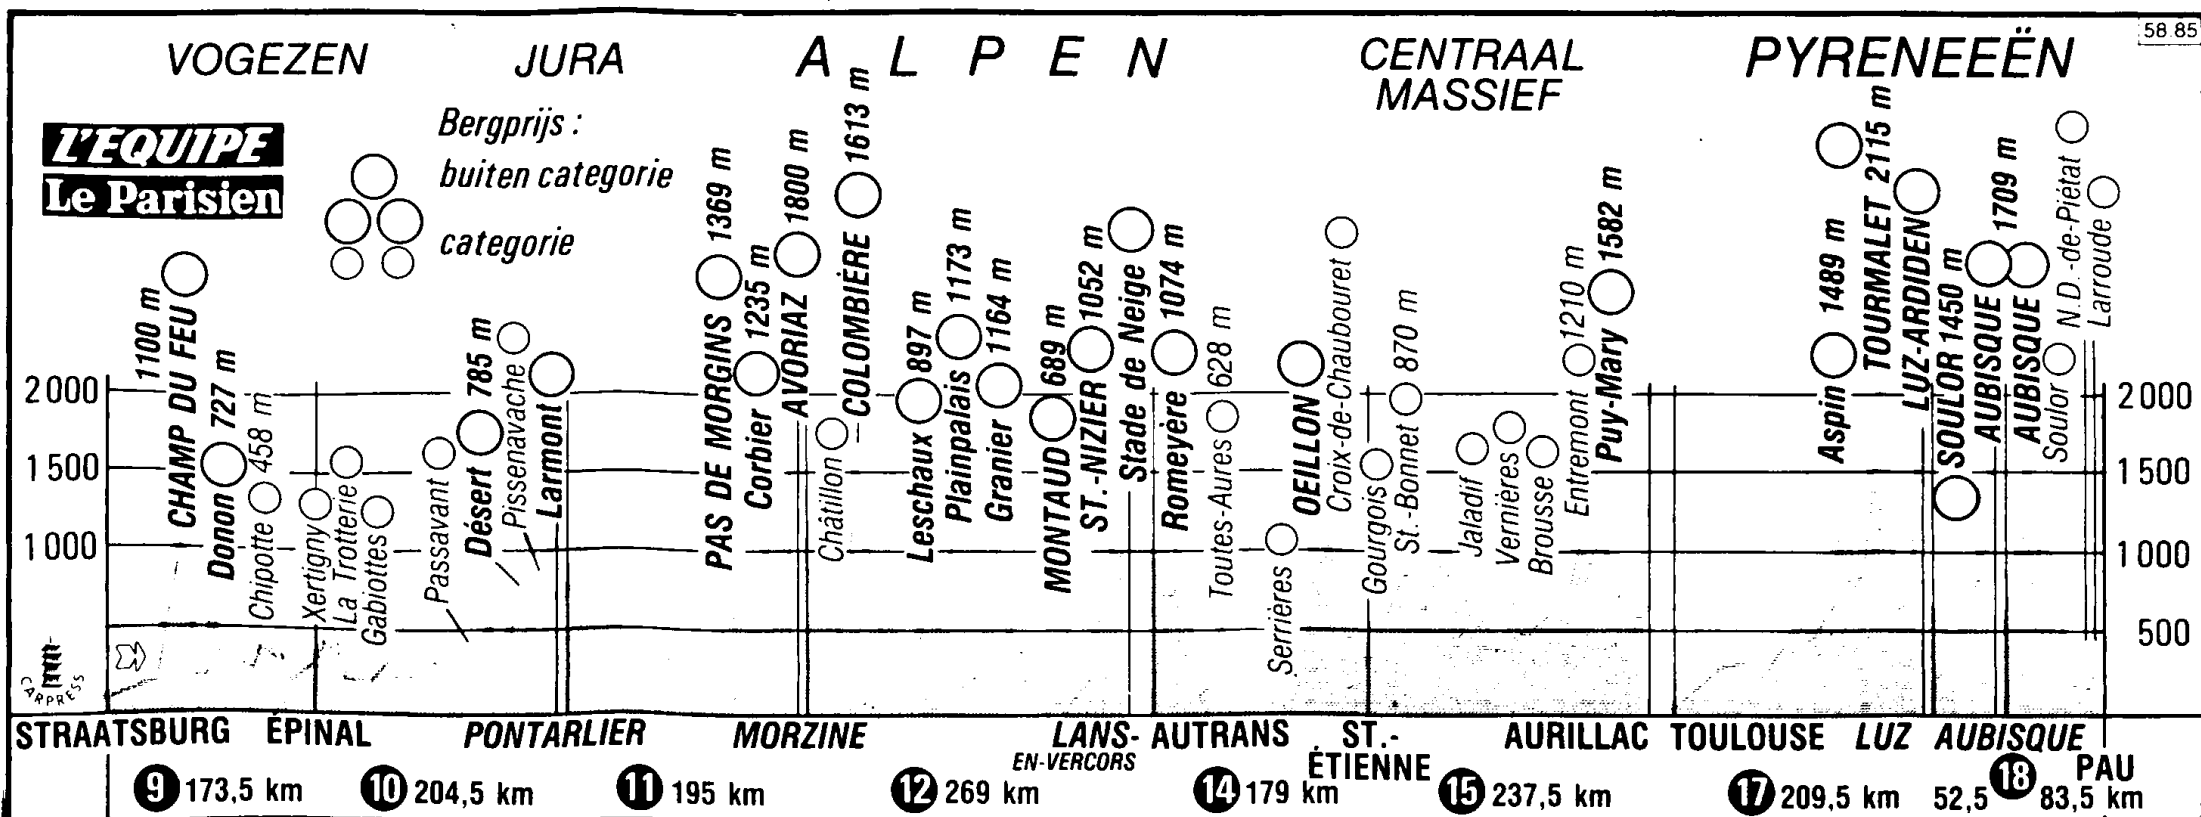 58.85
VOGEZEN
JURA
ALPEN
CENTRAAL
MASSIEF
PYRENEEËN
L'EQUIPE
Le Parisien
Bergprijs :
buiten categorie
categorie
1100 m
CHAMP DU FEU
Donon 727 m
Chipotte 458 m
Xertigny
La Trotterie
Gabiottes
Passavant
Désert 785 m
Pissenavache
Larmont
PAS DE MORGINS 1369 m
Corbier 1235 m
AVORIAZ 1800 m
Châtillon
COLOMBIÈRE 1613 m
Leschaux 897 m
Plainpalais 1173 m
Granier 1164 m
MONTAUD 689 m
ST.-NIZIER 1052 m
Stade de Neige
Romeyère 1074 m
Toutes-Aures 628 m
Serrières
OEILLON
Croix-de-Chaubouret
Gourgois
St.-Bonnet 870 m
Jaladif
Vernières
Brousse
Entremont 1210 m
Puy-Mary 1582 m
Aspin 1489 m
TOURMALET 2115 m
LUZ-ARDIDEN
SOULOR 1450 m
AUBISQUE 1709 m
AUBISQUE
Soulor
N.D.-de-Piétat
Larroude
2000
1500
1000
2000
1500
1000
500
CARPRESS
STRAATSBURG ÉPINAL PONTARLIER MORZINE LANS- AUTRANS ST.- AURILLAC TOULOUSE LUZ AUBISQUE
EN-VERCORS ÉTIENNE PAU
9 173,5 km 10 204,5 km 11 195 km 12 269 km 14 179 km 15 237,5 km 17 209,5 km 52,5 18 83,5 km